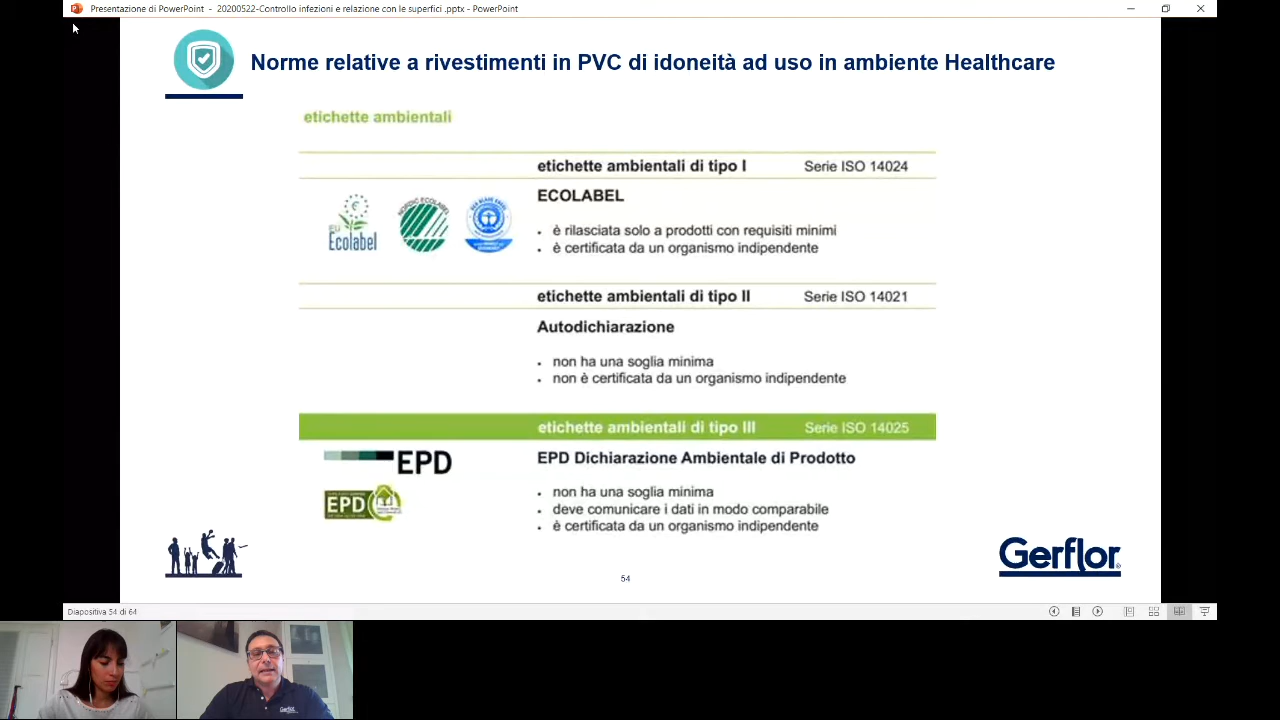 Presentazione di PowerPoint - 20200522-Controllo infezioni e relazione con le superfici .pptx - PowerPoint
Norme relative a rivestimenti in PVC di idoneità ad uso in ambiente Healthcare
etichette ambientali
etichette ambientali di tipo I Serie ISO 14024
ECOLABEL
EU
Ecolabel
NORDIC ECOLABEL
• è rilasciata solo a prodotti con requisiti minimi
• è certificata da un organismo indipendente
etichette ambientali di tipo II Serie ISO 14021
Autodichiarazione
• non ha una soglia minima
• non è certificata da un organismo indipendente
etichette ambientali di tipo III Serie ISO 14025
EPD
EPD Dichiarazione Ambientale di Prodotto
EPD
• non ha una soglia minima
• deve comunicare i dati in modo comparabile
• è certificata da un organismo indipendente
Gerflor
54
Diapositiva 54 di 64
Gerflor